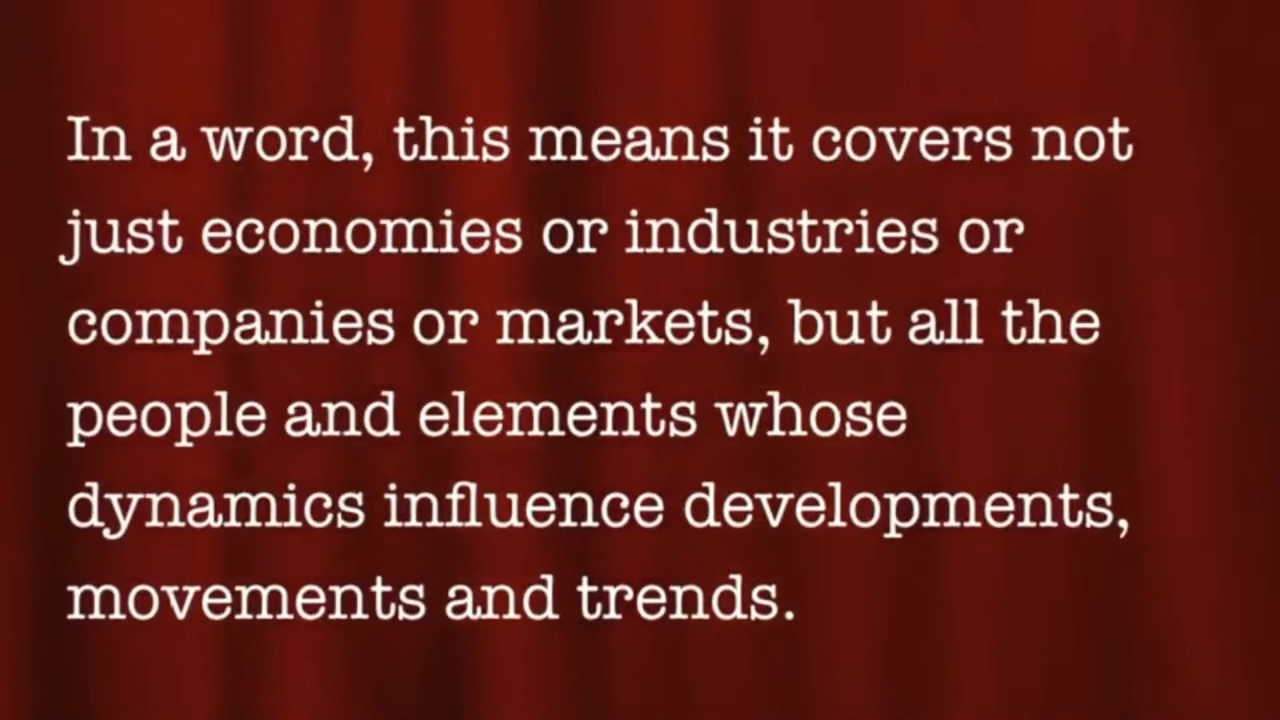 In a word, this means it covers not
just economies or industries or
companies or markets, but all the
people and elements whose
dynamics influence developments,
movements and trends.